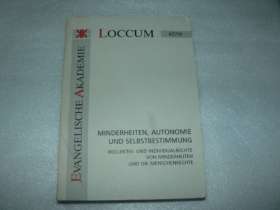 LOCCUM
EVANGELISCHE AKADEMIE
MINDERHEITEN, AUTONOMIE
UND SELBSTBESTIMMUNG
KOLLEKTIV- UND INDIVIDUALRECHTE
VON MINDERHEITEN
UND DIE MENSCHENRECHTE